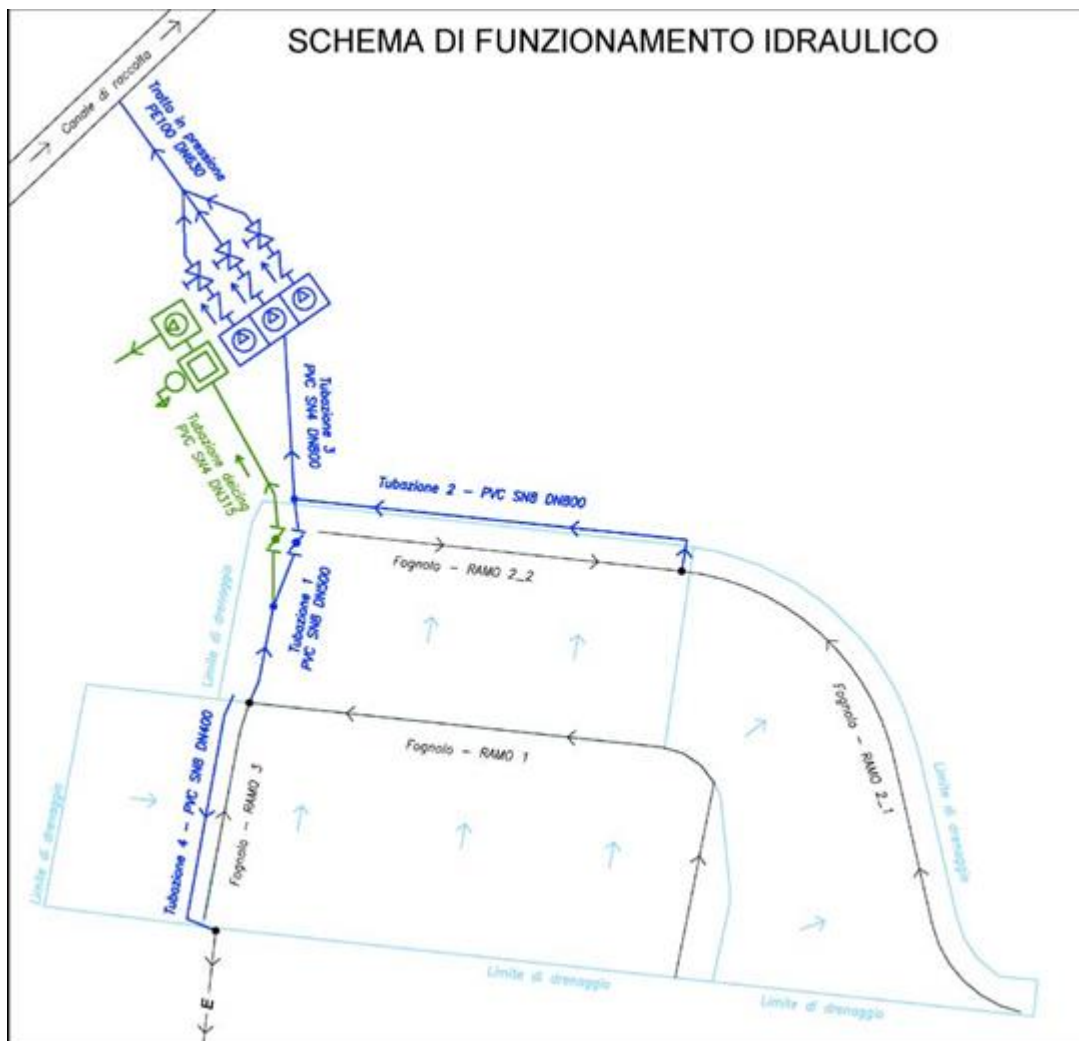 SCHEMA DI FUNZIONAMENTO IDRAULICO
Canale di raccolta
Tratto in pressione
PE100 DN630
Tubazione 3
PVC SN4 DN800
Tubazione deicing
PVC SN4 DN315
Tubazione 2 - PVC SN8 DN800
Fognolo - RAMO 2_2
Limite di drenaggio
Tubazione 1
PVC SN8 DN500
Fognolo - RAMO 1
Fognolo - RAMO 2_1
Limite di drenaggio
Limite di drenaggio
Tubazione 4 - PVC SN8 DN400
Fognolo - RAMO 3
Limite di drenaggio
Limite di drenaggio
E